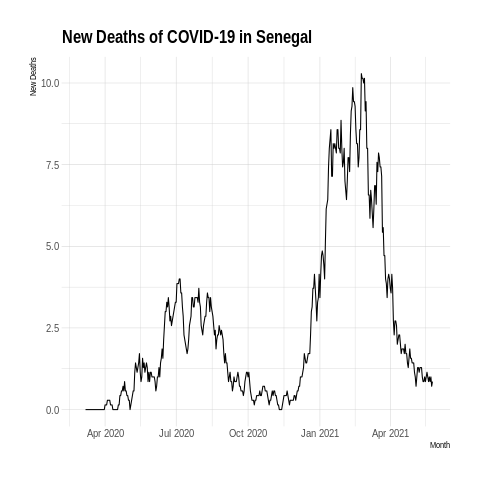 New Deaths of COVID-19 in Senegal
New Deaths
10.0
7.5
5.0
2.5
0.0
Apr 2020 Jul 2020 Oct 2020 Jan 2021 Apr 2021
Month